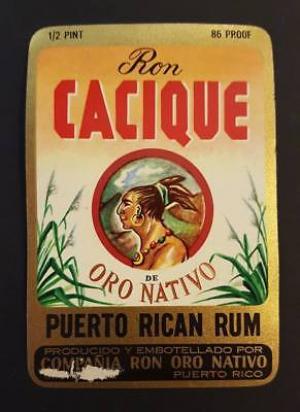 1/2 PINT 86 PROOF
Ron
CACIQUE
DE
ORO NATIVO
PUERTO RICAN RUM
PRODUCIDO Y EMBOTELLADO POR
COMPAÑIA RON ORO NATIVO
PUERTO RICO